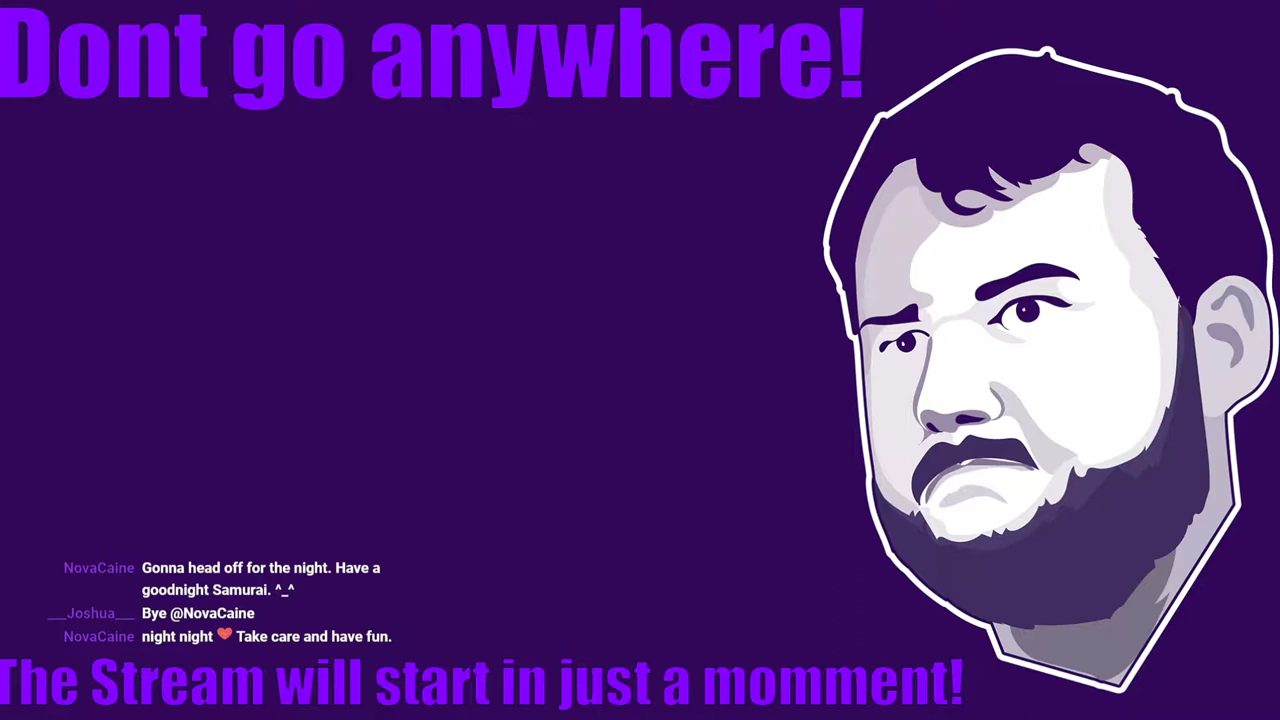 Dont go anywhere!
NovaCaine Gonna head off for the night. Have a
goodnight Samurai. ^_^
___Joshua___ Bye @NovaCaine
NovaCaine night night ❤ Take care and have fun.
The Stream will start in just a momment!